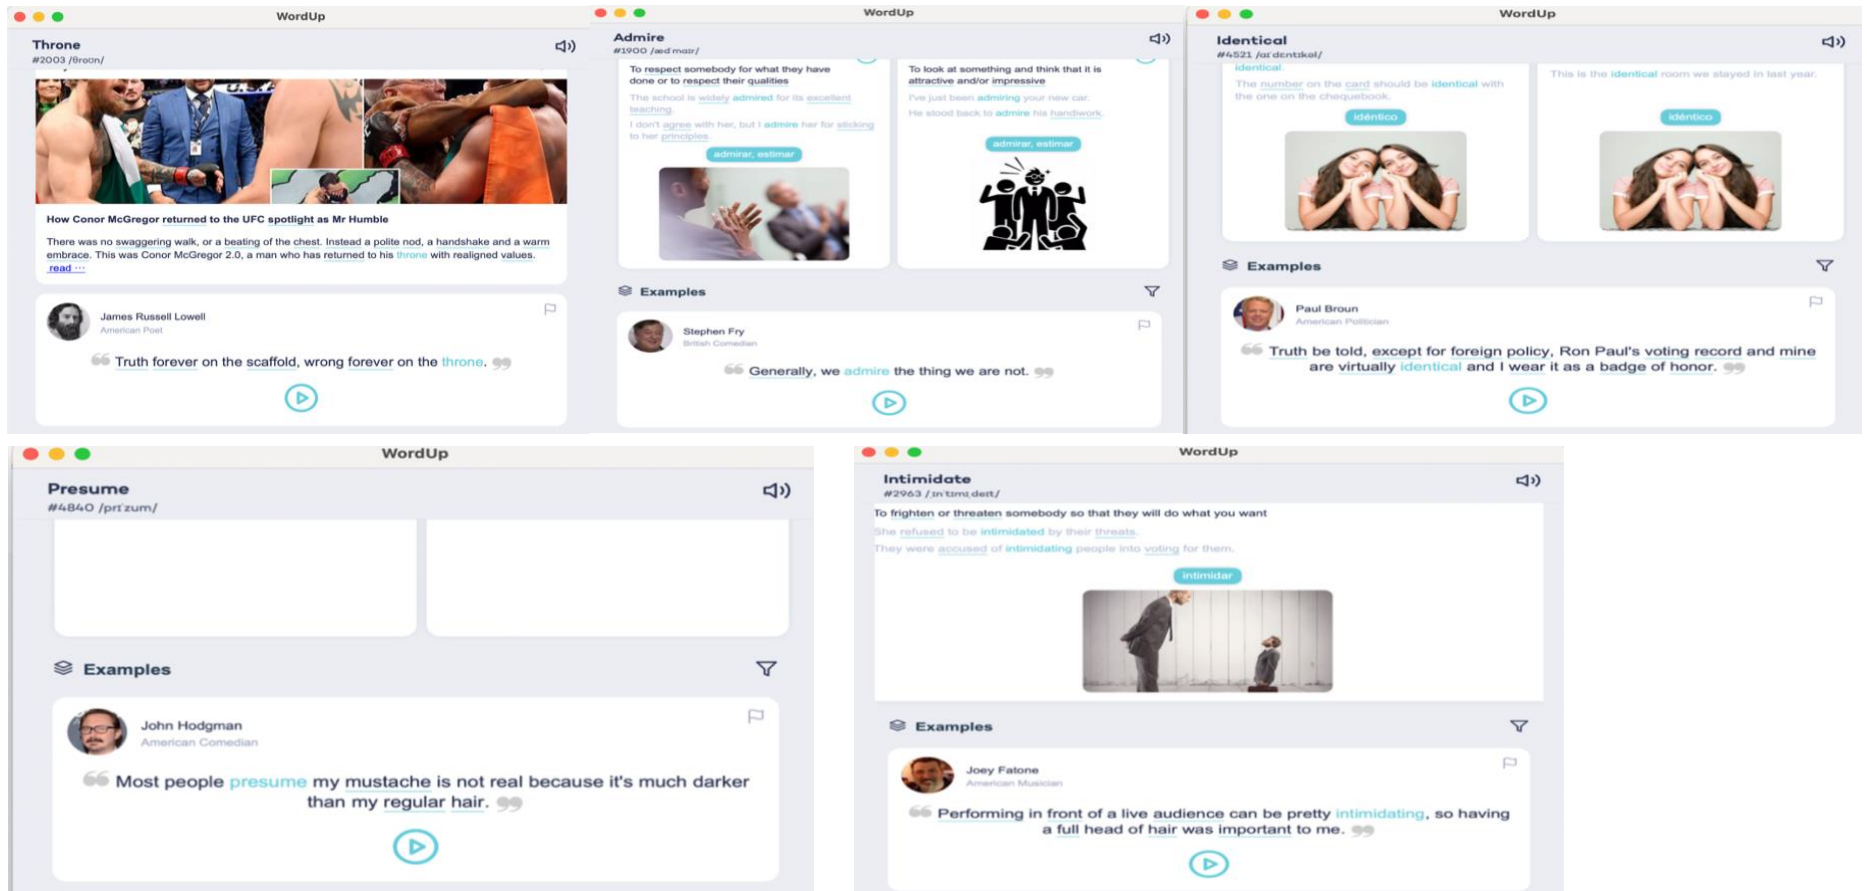 WordUp
Throne
#2003 /θroʊn/
How Conor McGregor returned to the UFC spotlight as Mr Humble
There was no swaggering walk, or a beating of the chest. Instead a polite nod, a handshake and a warm
embrace. This was Conor McGregor 2.0, a man who has returned to his throne with realigned values.
read ···
James Russell Lowell
American Poet
Truth forever on the scaffold, wrong forever on the throne.
WordUp
Admire
#1900 /ædˈmaɪr/
To respect somebody for what they have
done or to respect their qualities
The school is widely admired for its excellent
teaching.
I don't agree with her, but I admire her for sticking
to her principles.
admirar, estimar
To look at something and think that it is
attractive and/or impressive
I've just been admiring your new car.
He stood back to admire his handiwork.
admirar, estimar
Examples
Stephen Fry
British Comedian
Generally, we admire the thing we are not.
WordUp
Identical
#4521 /aɪˈdɛntɪkəl/
identical.
The number on the card should be identical with
the one on the chequebook.
idéntico
This is the identical room we stayed in last year.
idéntico
Examples
Paul Broun
American Politician
Truth be told, except for foreign policy, Ron Paul's voting record and mine
are virtually identical and I wear it as a badge of honor.
WordUp
Presume
#4840 /prɪˈzum/
Examples
John Hodgman
American Comedian
Most people presume my mustache is not real because it's much darker
than my regular hair.
WordUp
Intimidate
#2963 /ˌɪnˈtɪmɪˌdeɪt/
To frighten or threaten somebody so that they will do what you want
She refused to be intimidated by their threats.
They were accused of intimidating people into voting for them.
intimidar
Examples
Joey Fatone
American Musician
Performing in front of a live audience can be pretty intimidating, so having
a full head of hair was important to me.